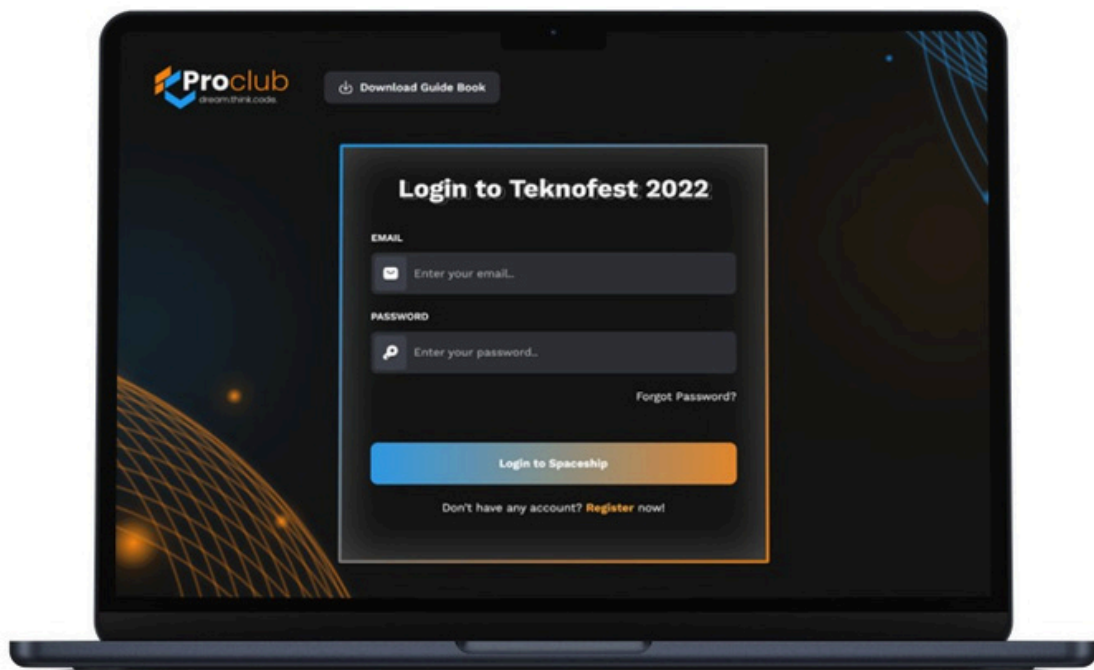 Proclub
dream.think.code.
Download Guide Book
Login to Teknofest 2022
EMAIL
Enter your email..
PASSWORD
Enter your password..
Forgot Password?
Login to Spaceship
Don't have any account? Register now!